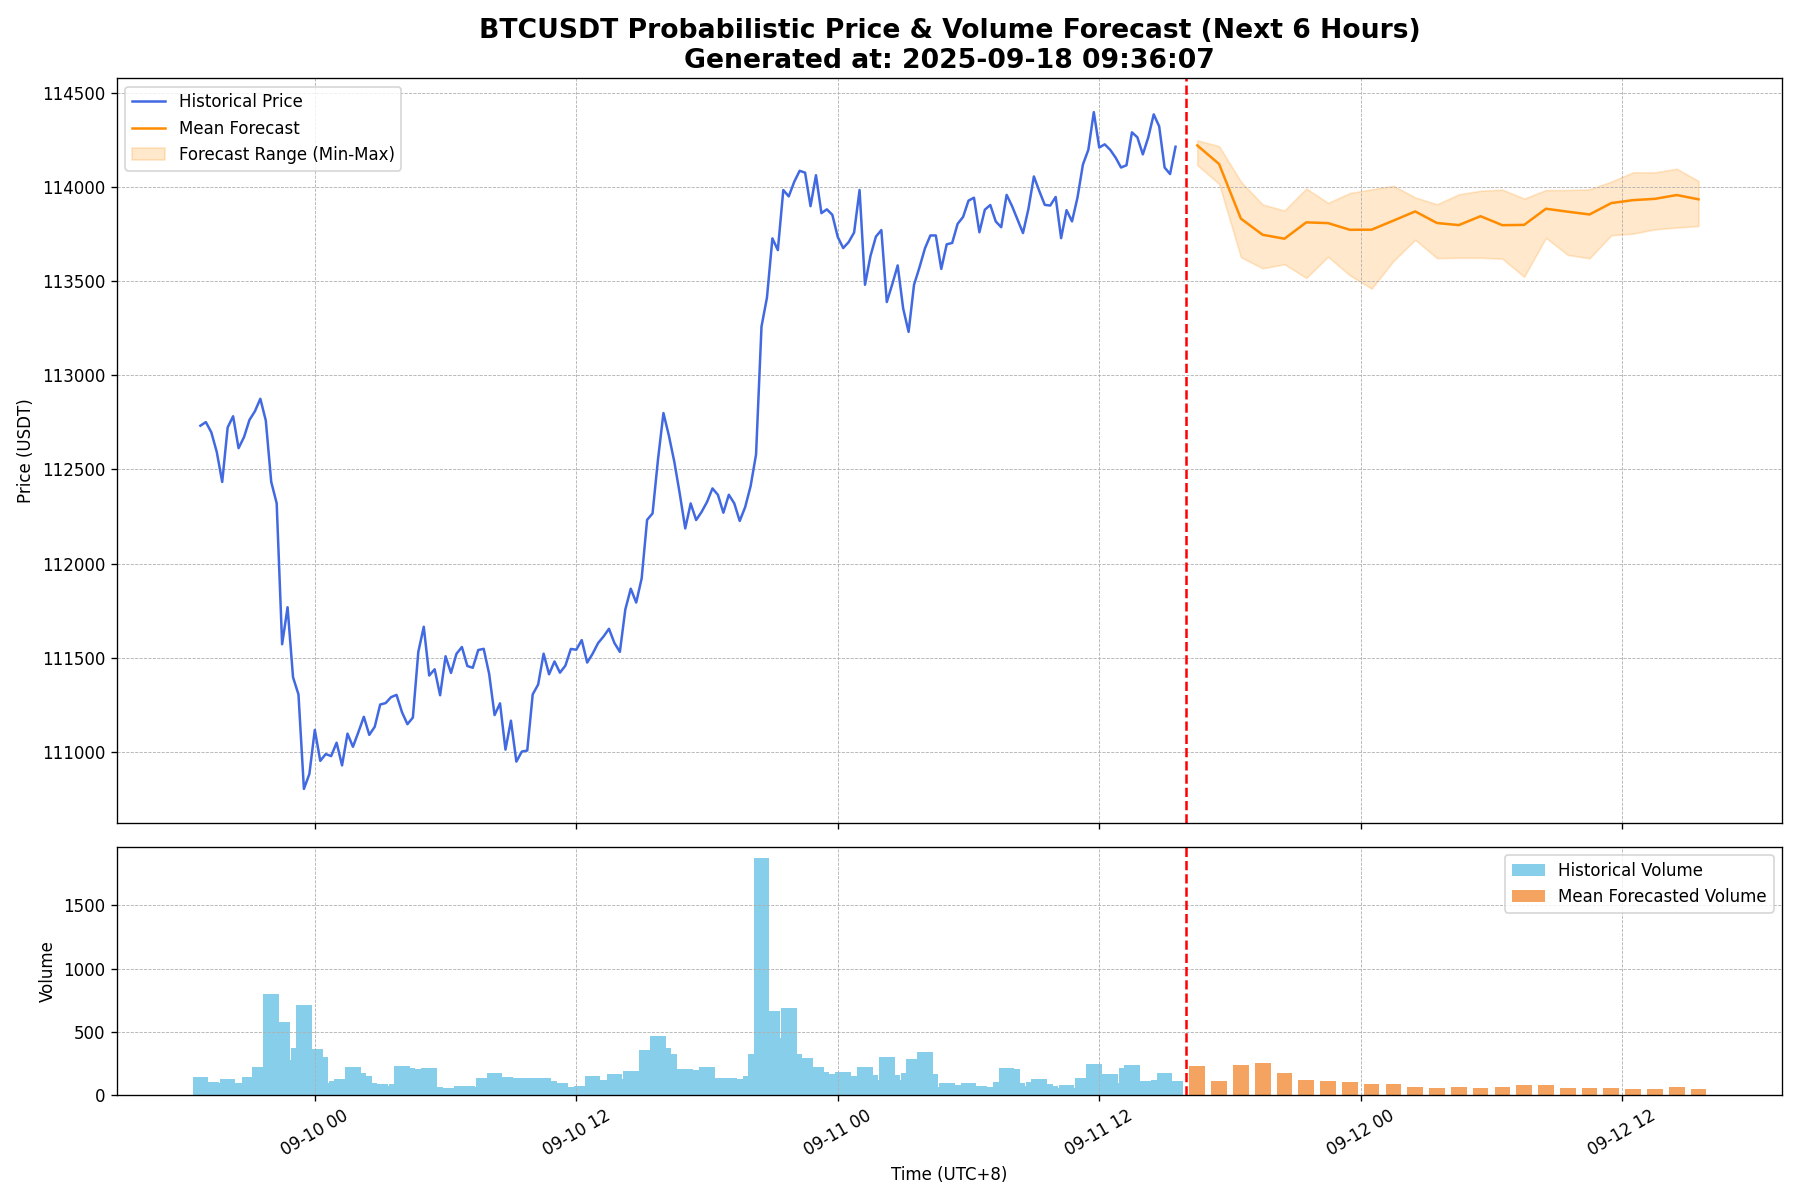 BTCUSDT Probabilistic Price & Volume Forecast (Next 6 Hours)
Generated at: 2025-09-18 09:36:07
Historical Price
Mean Forecast
Forecast Range (Min-Max)
114500
114000
113500
113000
112500
112000
111500
111000
Price (USDT)
Historical Volume
Mean Forecasted Volume
1500
1000
500
0
Volume
09-10 00
09-10 12
09-11 00
09-11 12
09-12 00
09-12 12
Time (UTC+8)